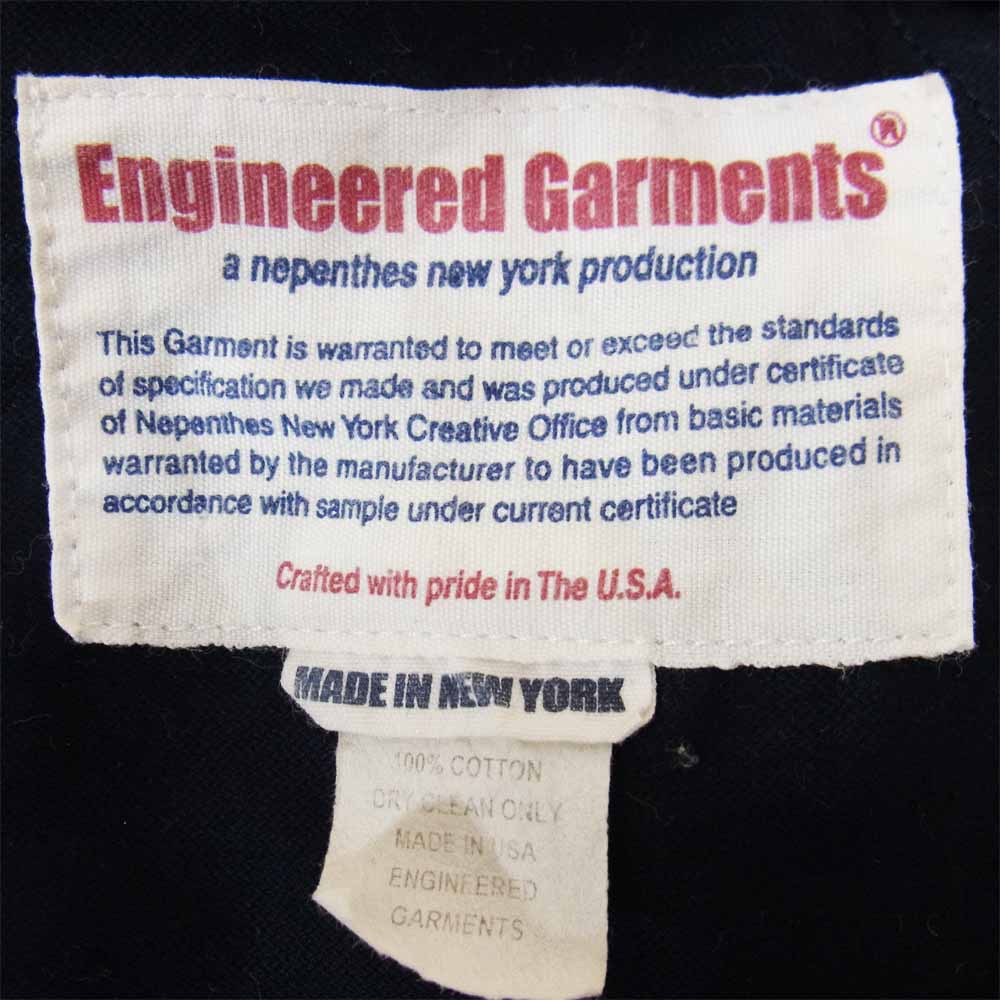 Engineered Garments®
a nepenthes new york production
This Garment is warranted to meet or exceed the standards
of specification we made and was produced under certificate
of Nepenthes New York Creative Office from basic materials
warranted by the manufacturer to have been produced in
accordance with sample under current certificate
Crafted with pride in The U.S.A.
MADE IN NEW YORK
100% COTTON
DRY CLEAN ONLY
MADE IN USA
ENGINEERED
GARMENTS